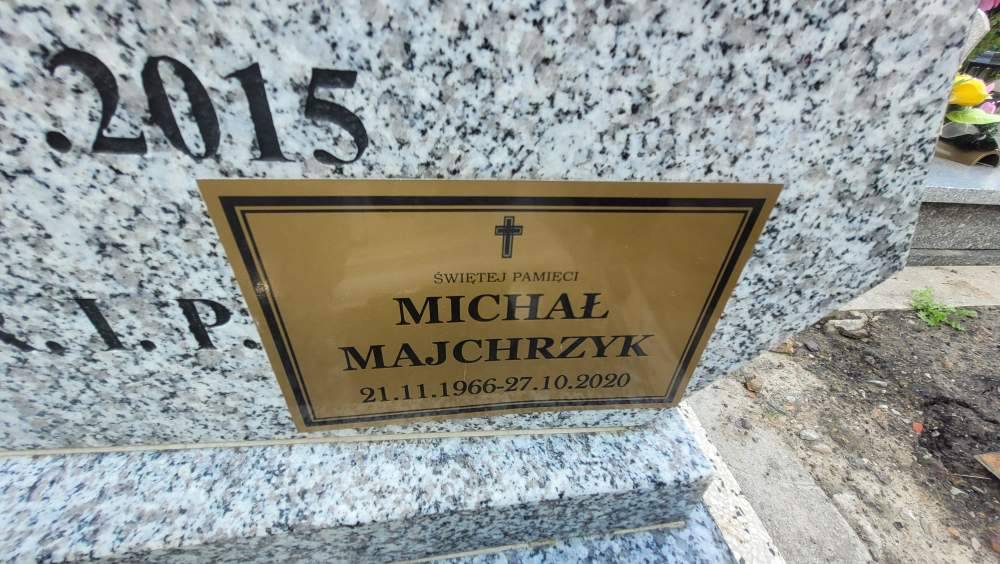 .2015
R.I.P.
ŚWIĘTEJ PAMIĘCI
MICHAŁ
MAJCHRZYK
21.11.1966-27.10.2020